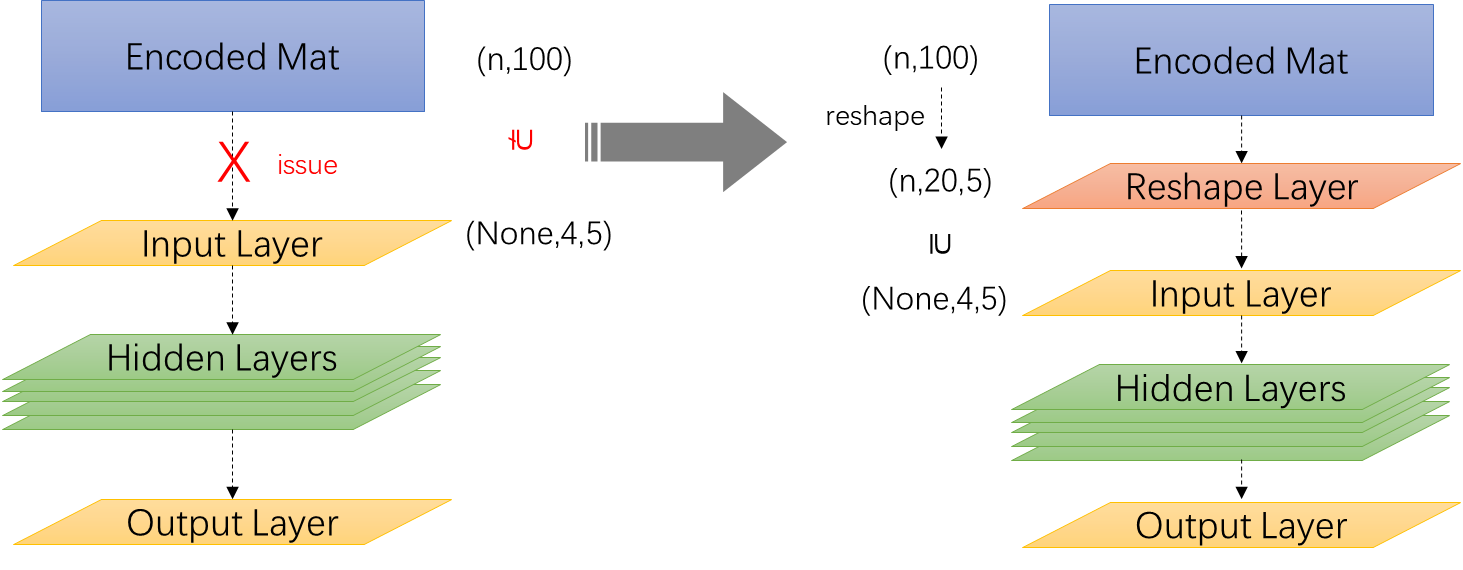 Encoded Mat
(n,100)
X issue
(None,4,5)
Input Layer
Hidden Layers
Output Layer
(n,100)
reshape
(n,20,5)
(None,4,5)
Encoded Mat
Reshape Layer
Input Layer
Hidden Layers
Output Layer